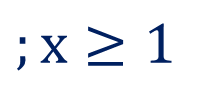 ; x ≥ 1